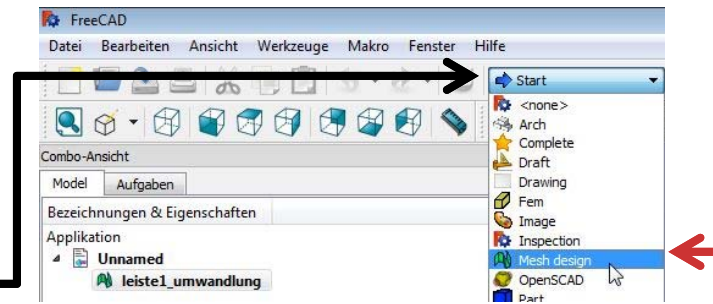 FreeCAD
Datei Bearbeiten Ansicht Werkzeuge Makro Fenster Hilfe
Start
<none>
Arch
Complete
Draft
Drawing
Fem
Image
Inspection
Mesh design
OpenSCAD
Part
Combo-Ansicht
Model Aufgaben
Bezeichnungen & Eigenschaften
Applikation
Unnamed
leiste1_umwandlung